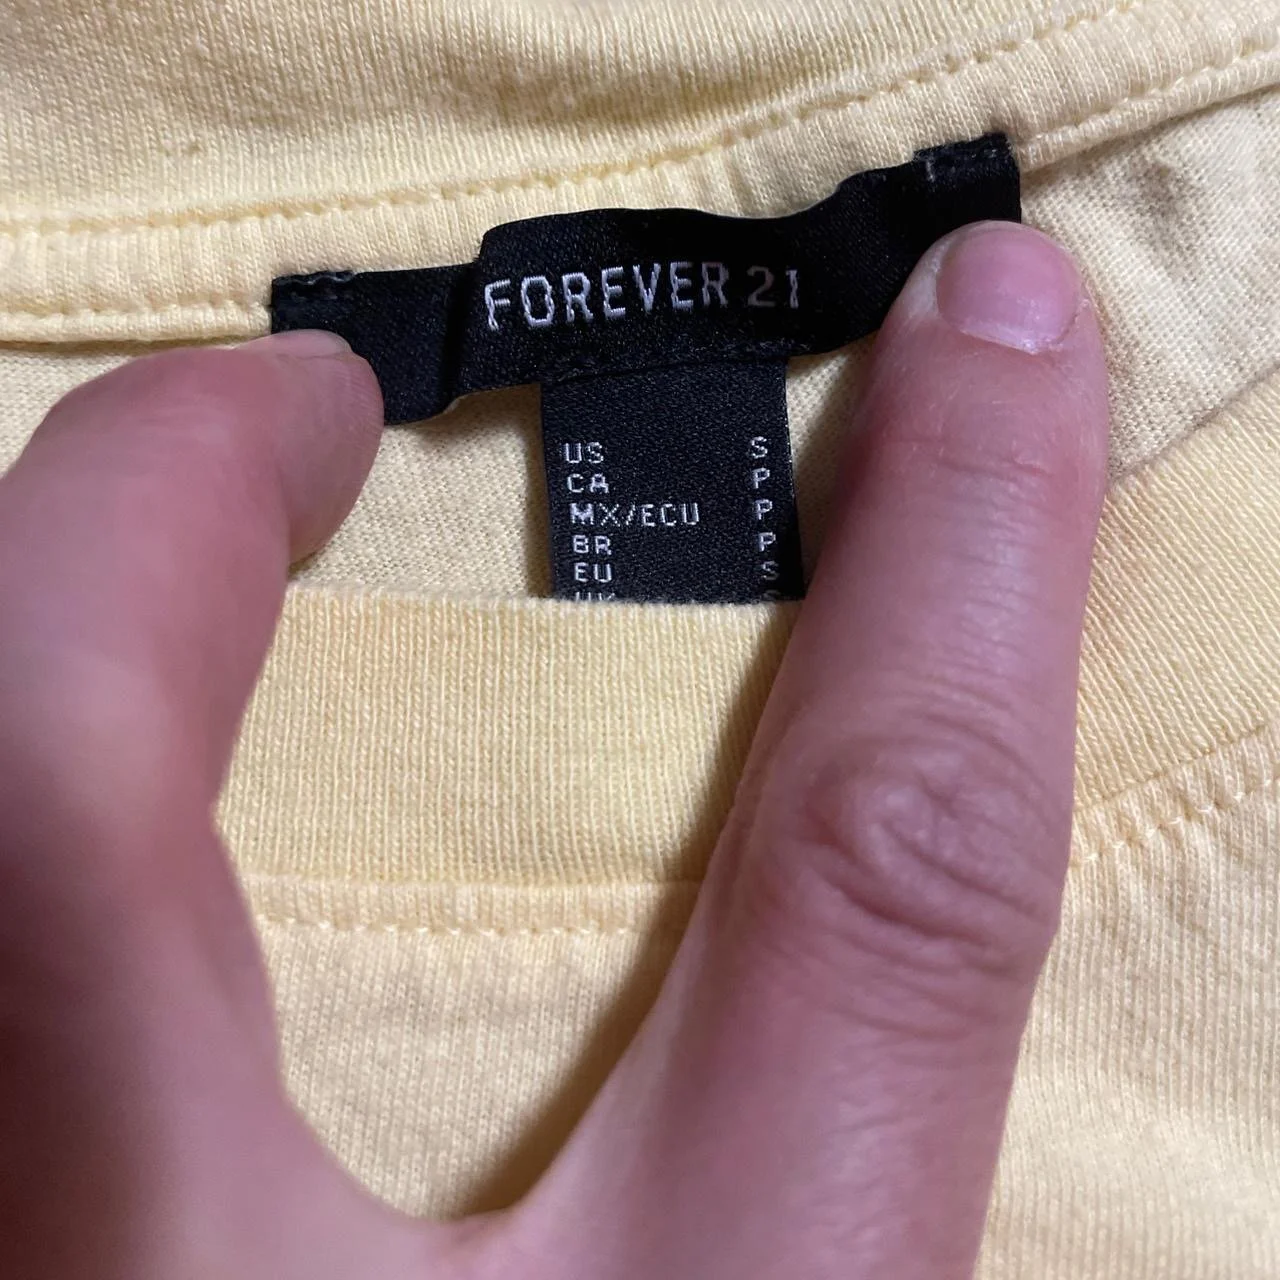 FOREVER 21
US S
CA P
MX/ECU P
BR P
EU S